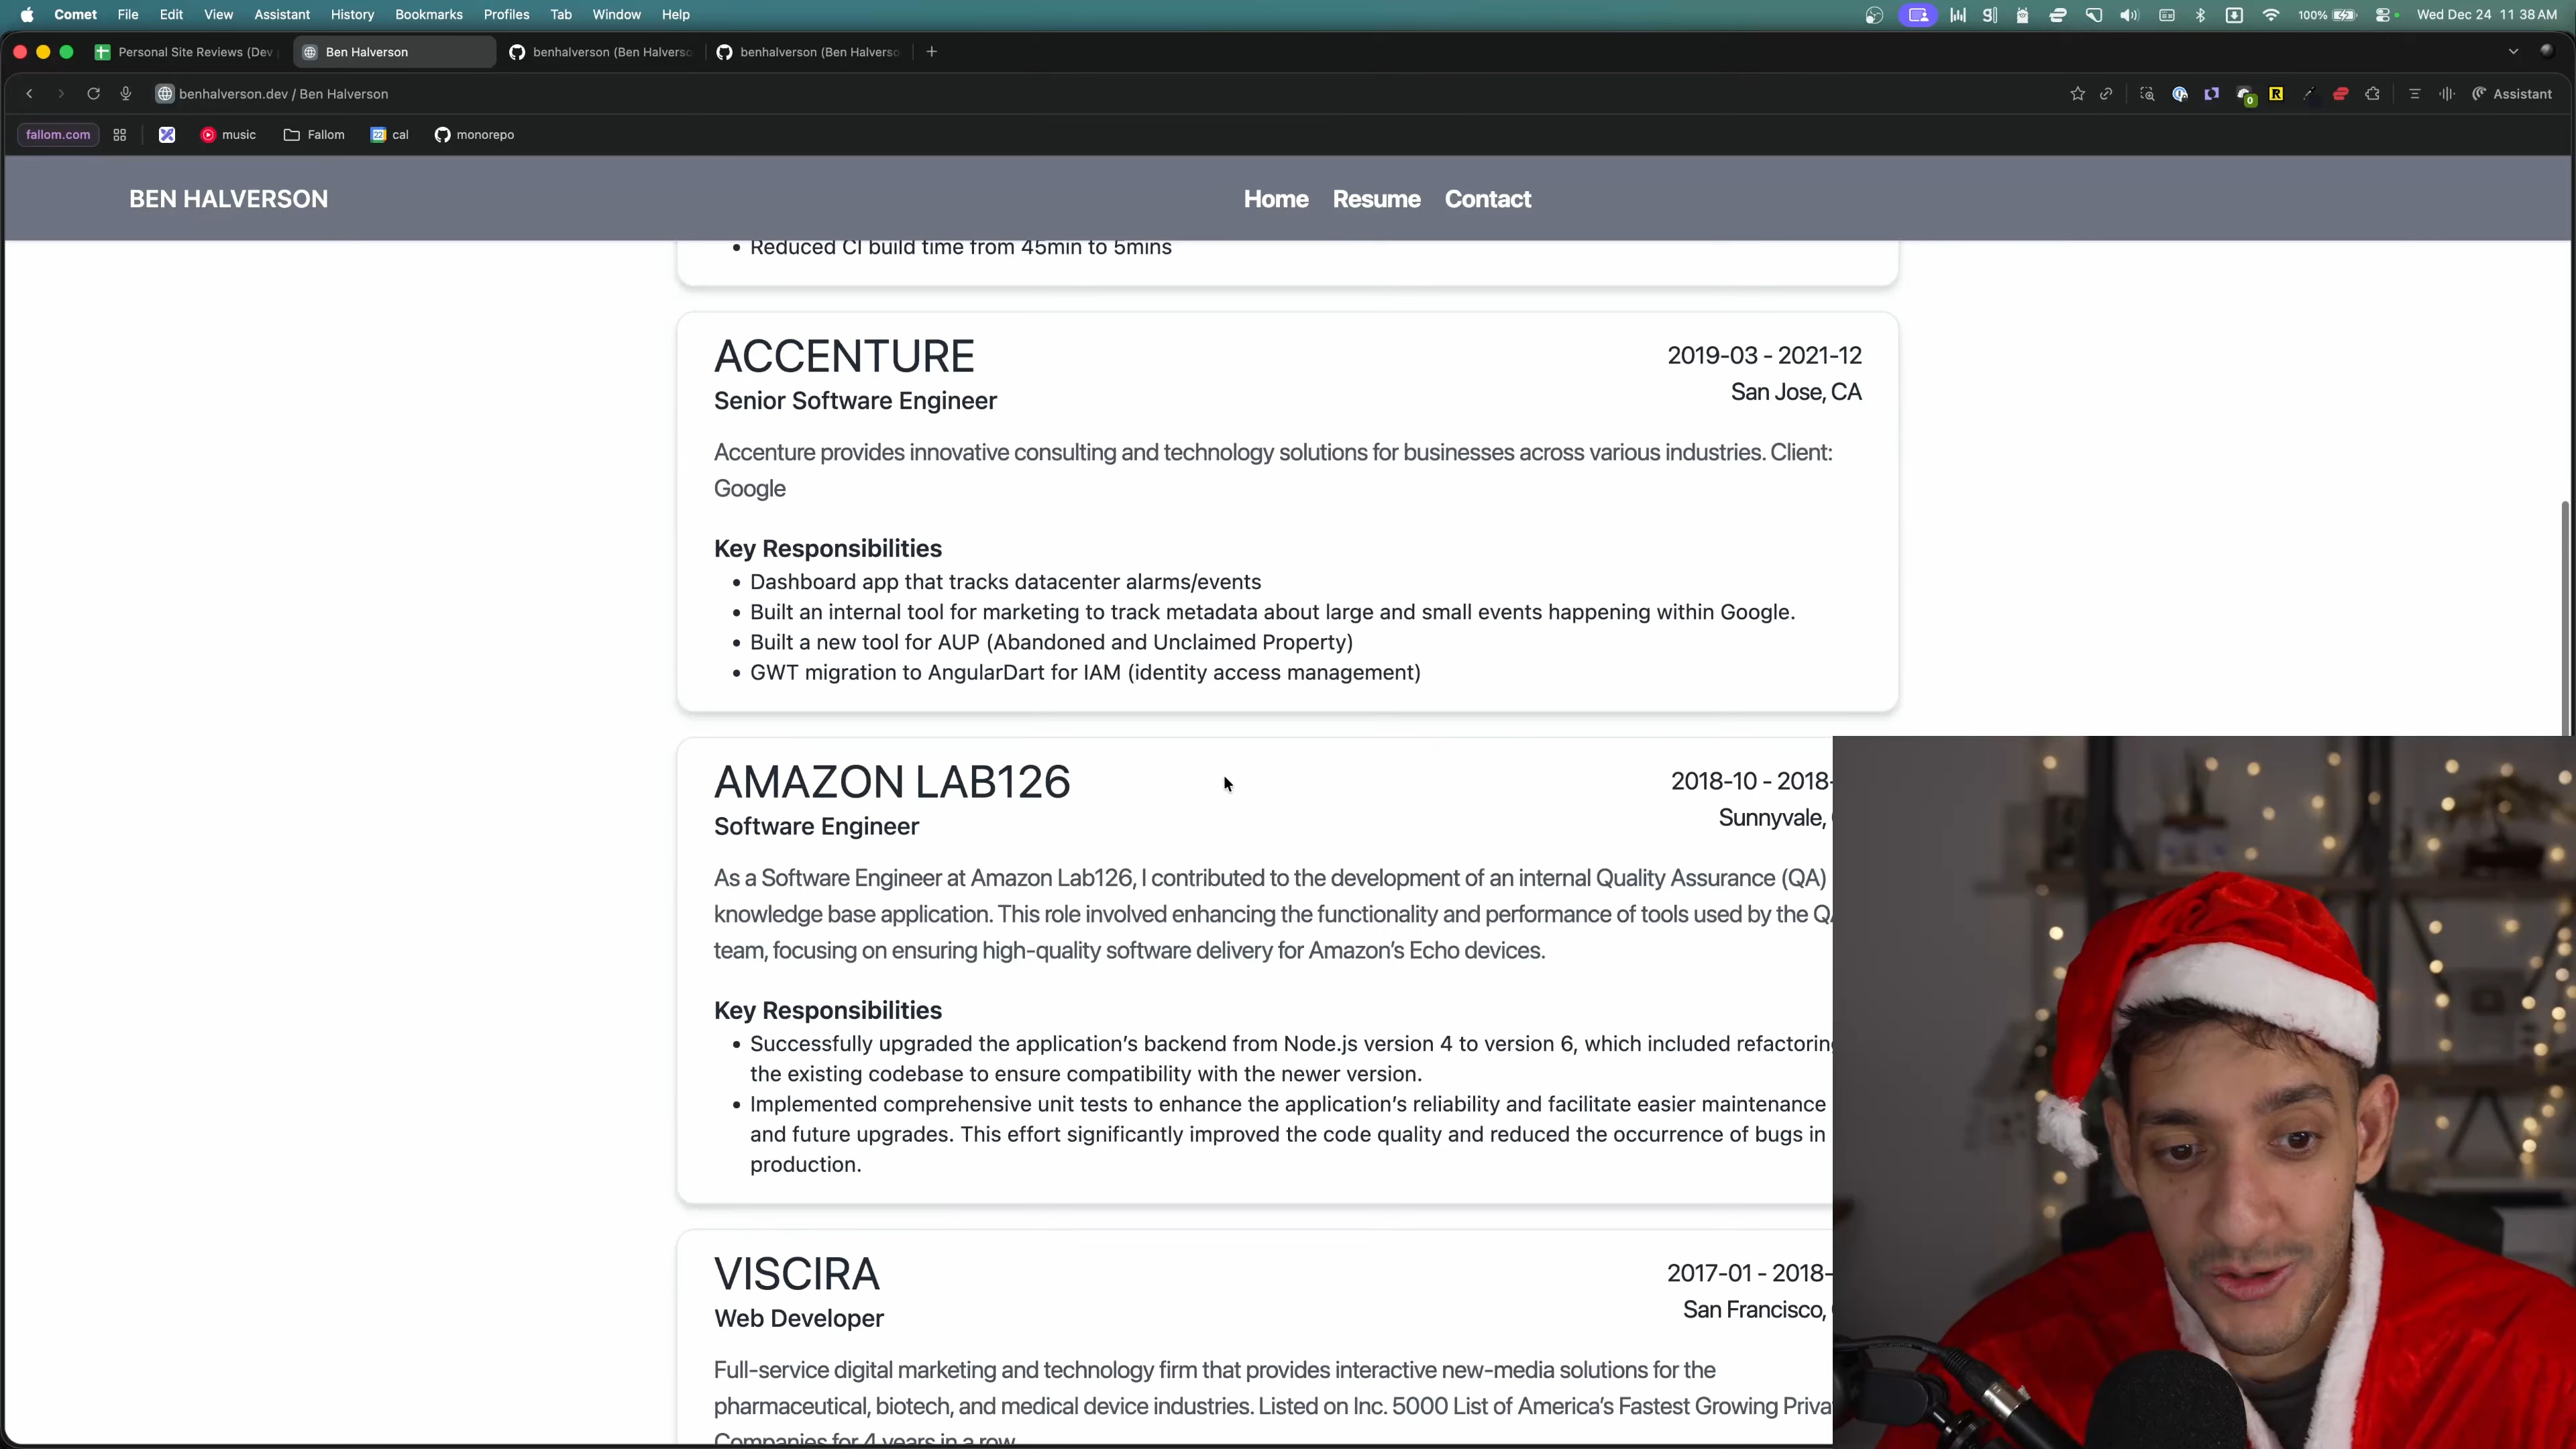 Comet File Edit View Assistant History Bookmarks Profiles Tab Window Help 100% Wed Dec 24 11 38 AM
Personal Site Reviews (Dev Ben Halverson benhalverson (Ben Halverso benhalverson (Ben Halverso
benhalverson.dev / Ben Halverson Assistant
fallom.com music Fallom cal monorepo
BEN HALVERSON Home Resume Contact
• Reduced CI build time from 45min to 5mins
ACCENTURE 2019-03 - 2021-12
Senior Software Engineer San Jose, CA
Accenture provides innovative consulting and technology solutions for businesses across various industries. Client:
Google
Key Responsibilities
• Dashboard app that tracks datacenter alarms/events
• Built an internal tool for marketing to track metadata about large and small events happening within Google.
• Built a new tool for AUP (Abandoned and Unclaimed Property)
• GWT migration to AngularDart for IAM (identity access management)
AMAZON LAB126 2018-10 - 2018-
Software Engineer Sunnyvale,
As a Software Engineer at Amazon Lab126, I contributed to the development of an internal Quality Assurance (QA)
knowledge base application. This role involved enhancing the functionality and performance of tools used by the
team, focusing on ensuring high-quality software delivery for Amazon’s Echo devices.
Key Responsibilities
• Successfully upgraded the application’s backend from Node.js version 4 to version 6, which included refactoring
the existing codebase to ensure compatibility with the newer version.
• Implemented comprehensive unit tests to enhance the application’s reliability and facilitate easier maintenance
and future upgrades. This effort significantly improved the code quality and reduced the occurrence of bugs in
production.
VISCIRA 2017-01 - 2018-
Web Developer San Francisco,
Full-service digital marketing and technology firm that provides interactive new-media solutions for the
pharmaceutical, biotech, and medical device industries. Listed on Inc. 5000 List of America’s Fastest Growing
Companies for 4 years in a row